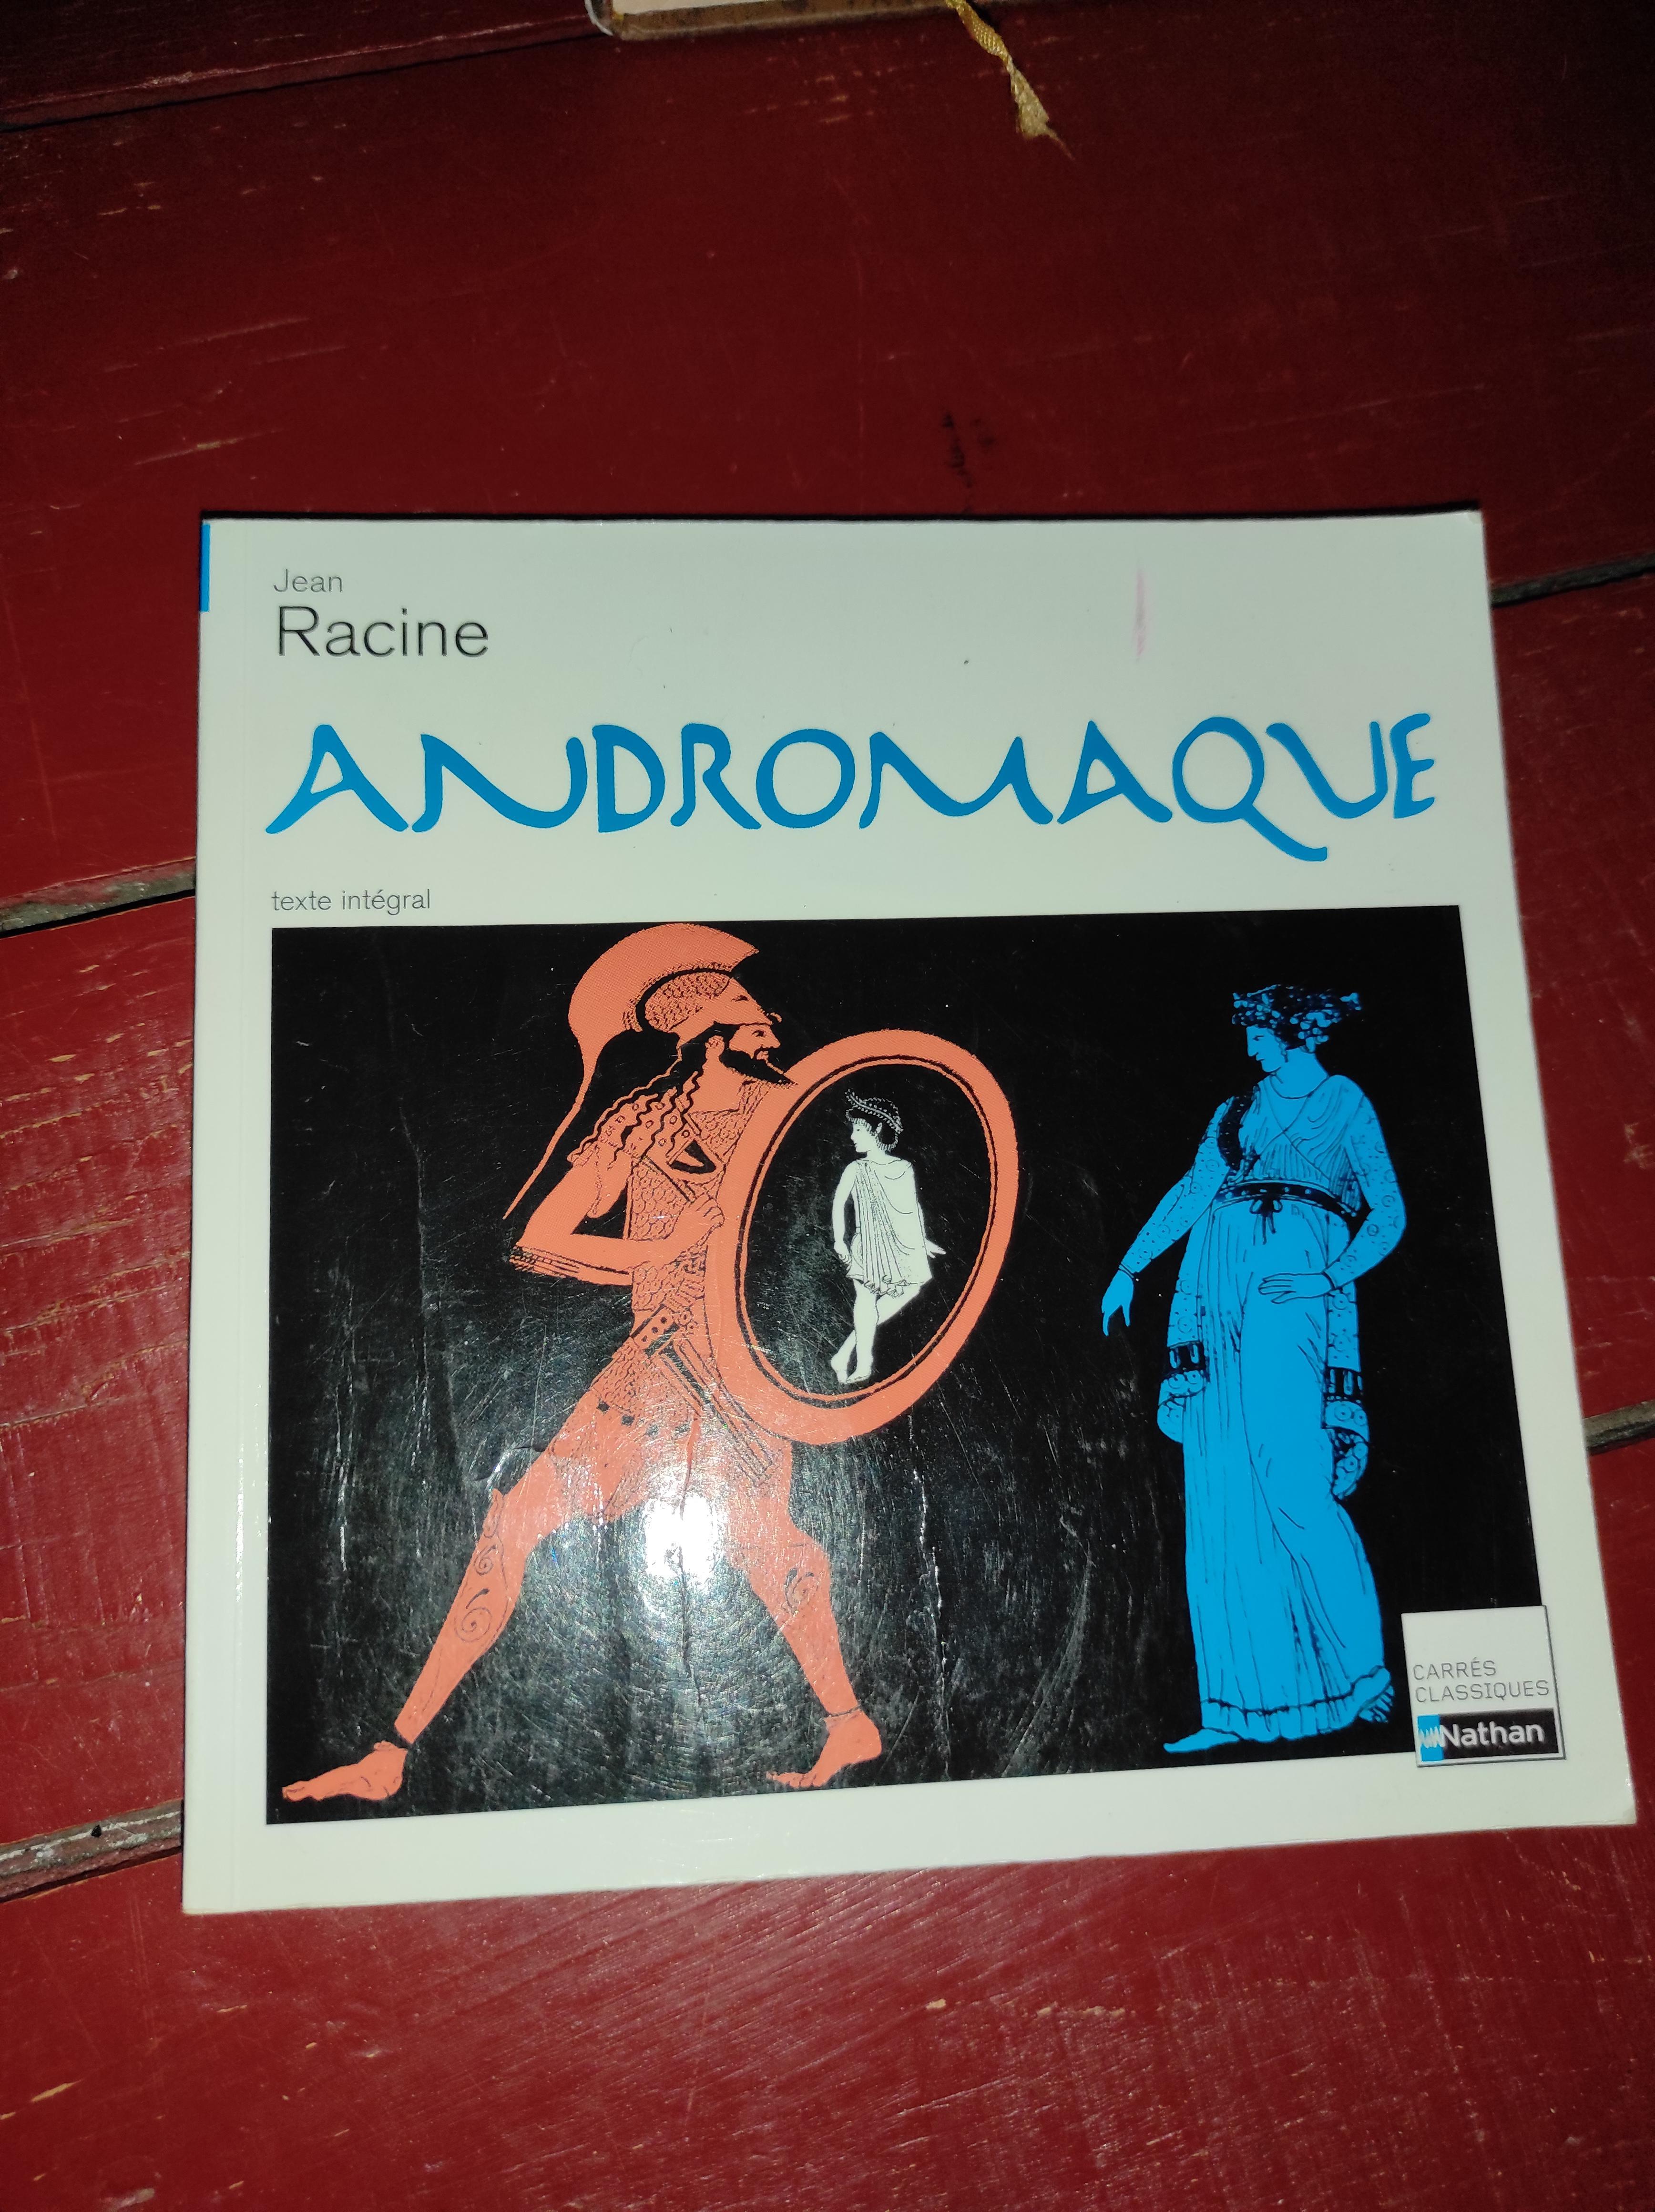 Jean
Racine
ANDROMAQUE
texte intégral
CARRÉS
CLASSIQUES
Nathan